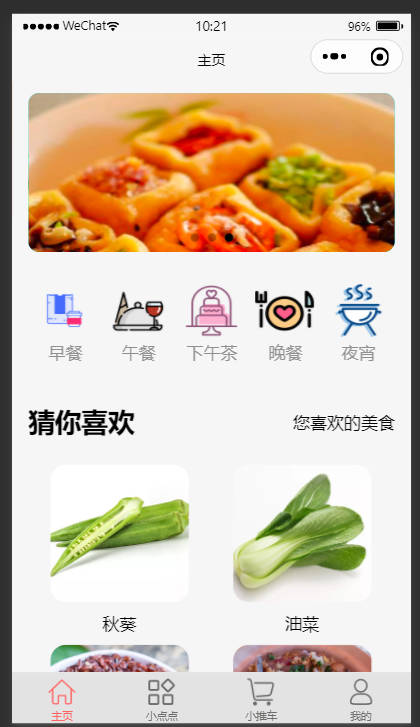 WeChat 10:21 96%
主页
早餐 午餐 下午茶 晚餐 夜宵
猜你喜欢 您喜欢的美食
秋葵 油菜
主页 小点点 小推车 我的